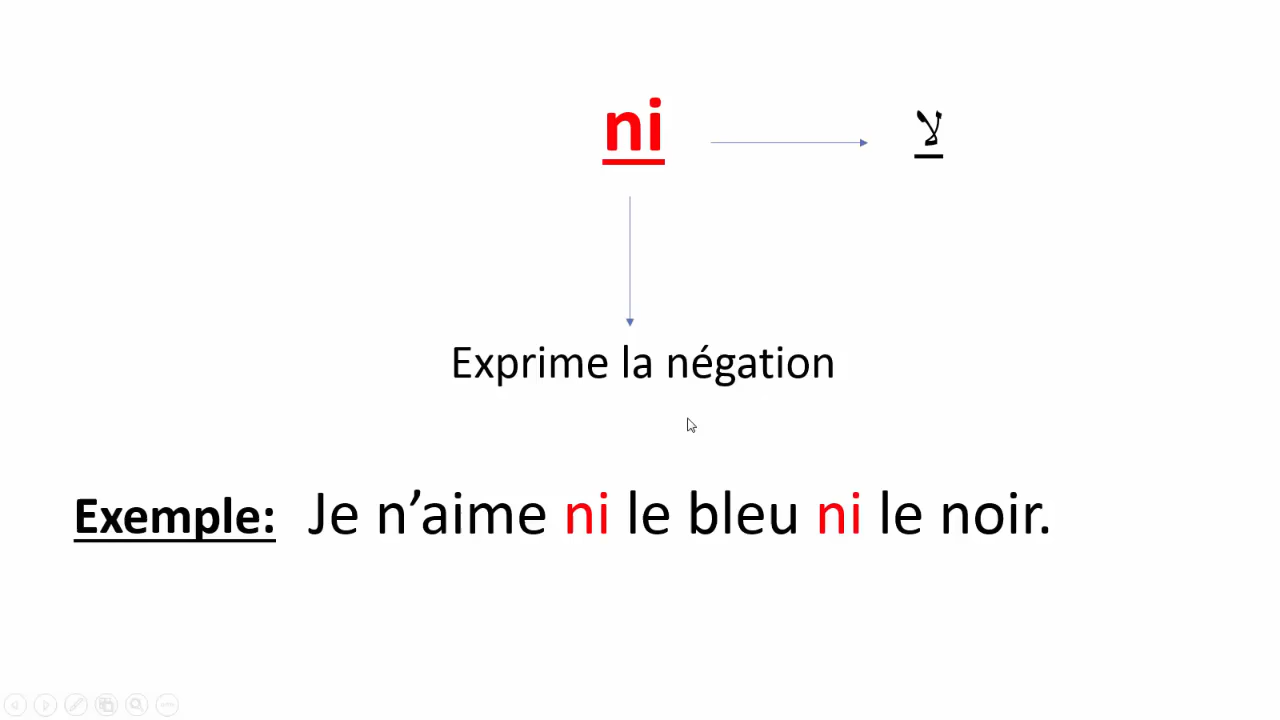 ni لا
Exprime la négation
Exemple: Je n’aime ni le bleu ni le noir.